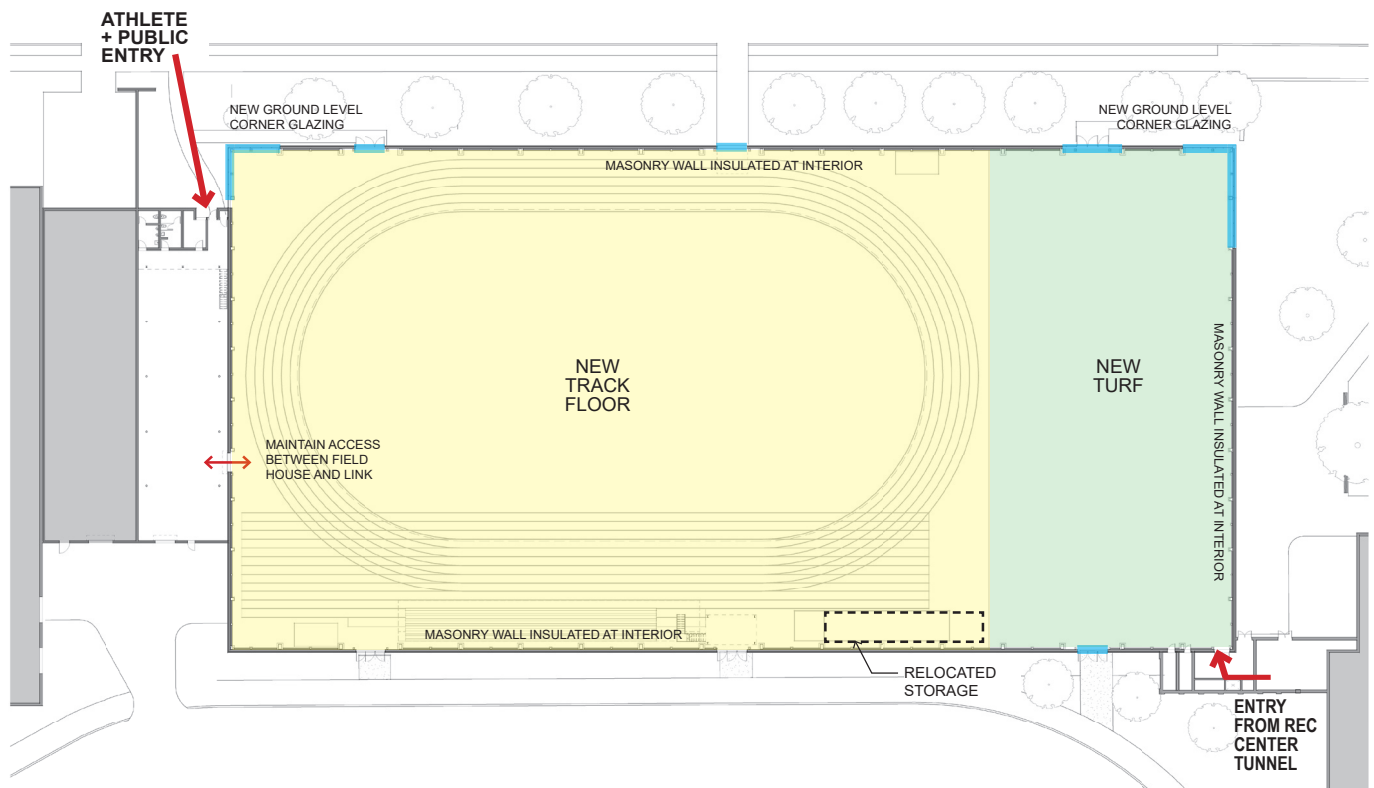 ATHLETE
+ PUBLIC
ENTRY
NEW GROUND LEVEL
CORNER GLAZING
NEW GROUND LEVEL
CORNER GLAZING
MASONRY WALL INSULATED AT INTERIOR
NEW
TRACK
FLOOR
NEW
TURF
MASONRY WALL INSULATED AT INTERIOR
MAINTAIN ACCESS
BETWEEN FIELD
HOUSE AND LINK
MASONRY WALL INSULATED AT INTERIOR
RELOCATED
STORAGE
ENTRY
FROM REC
CENTER
TUNNEL